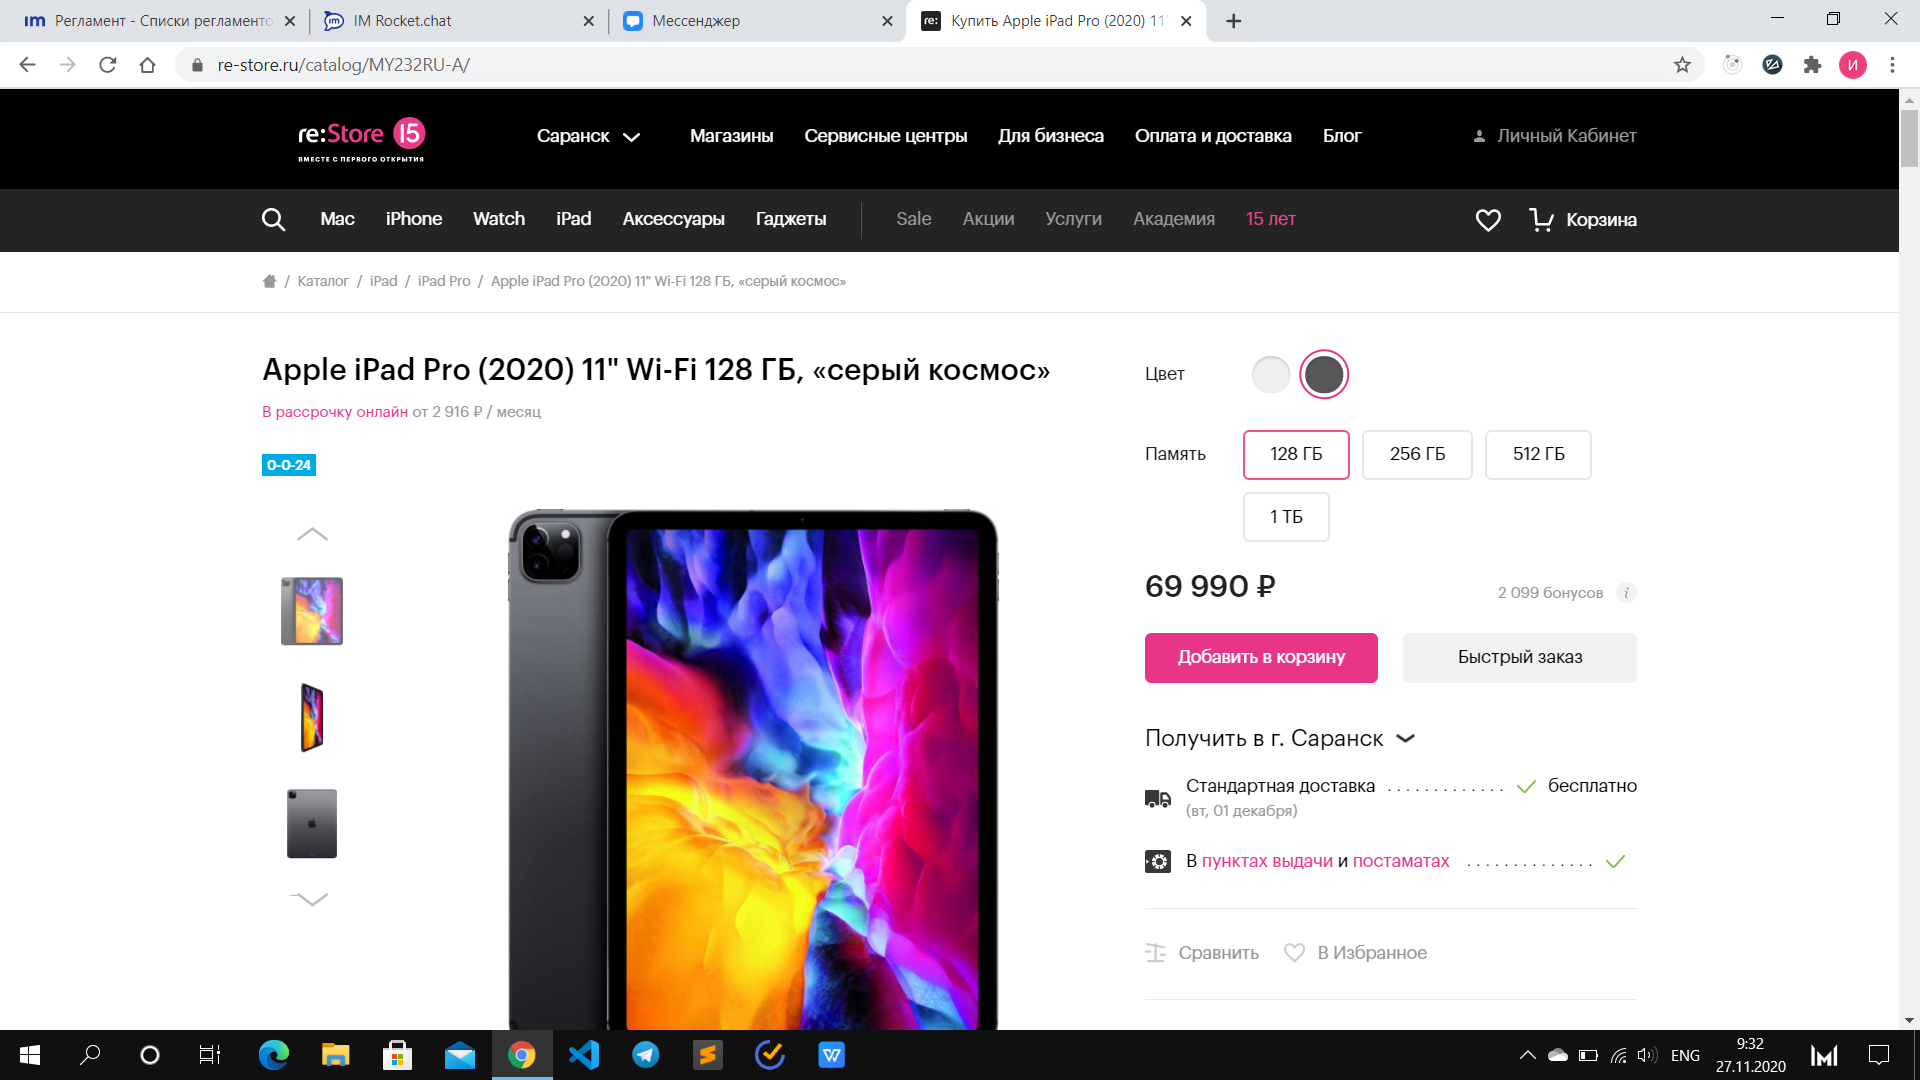 im Регламент - Списки регламенто
IM Rocket.chat
Мессенджер
re: Купить Apple iPad Pro (2020) 11"
re-store.ru/catalog/MY232RU-A/
И
re:Store 15
ВМЕСТЕ С ПЕРВОГО ОТКРЫТИЯ
Саранск
Магазины
Сервисные центры
Для бизнеса
Оплата и доставка
Блог
Личный Кабинет
Mac
iPhone
Watch
iPad
Аксессуары
Гаджеты
Sale
Акции
Услуги
Академия
15 лет
Корзина
/ Каталог / iPad / iPad Pro / Apple iPad Pro (2020) 11" Wi-Fi 128 ГБ, «серый космос»
Apple iPad Pro (2020) 11" Wi-Fi 128 ГБ, «серый космос»
В рассрочку онлайн от 2 916 ₽ / месяц
0-0-24
Цвет
Память
128 ГБ
256 ГБ
512 ГБ
1 ТБ
69 990 ₽
2 099 бонусов i
Добавить в корзину
Быстрый заказ
Получить в г. Саранск
Стандартная доставка . . . . . . . . . . . . . бесплатно
(вт, 01 декабря)
В пунктах выдачи и постаматах . . . . . . . . . . . . . .
Сравнить
В Избранное
ENG
9:32
27.11.2020